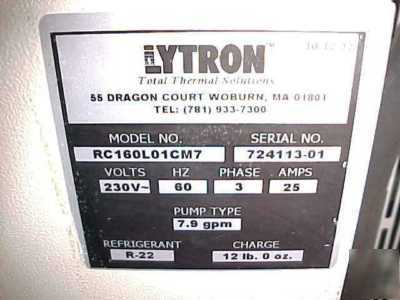 LYTRON
Total Thermal Solutions
55 DRAGON COURT WOBURN, MA 01801
TEL: (781) 933-7300
MODEL NO. SERIAL NO.
RC160L01CM7 724113-01
VOLTS HZ PHASE AMPS
230V~ 60 3 25
PUMP TYPE
7.9 gpm
REFRIGERANT CHARGE
R-22 12 lb. 0 oz.